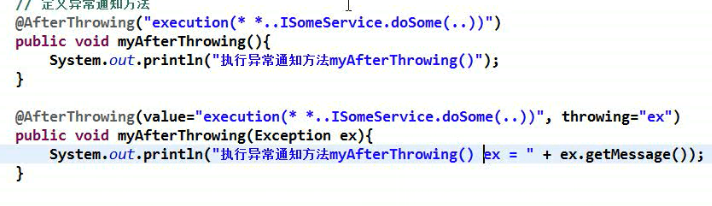 // 定义异常通知方法
@AfterThrowing("execution(* *..ISomeService.doSome(..))")
public void myAfterThrowing(){
System.out.println("执行异常通知方法myAfterThrowing()");
}
@AfterThrowing(value="execution(* *..ISomeService.doSome(..))", throwing="ex")
public void myAfterThrowing(Exception ex){
System.out.println("执行异常通知方法myAfterThrowing() ex = " + ex.getMessage());
}